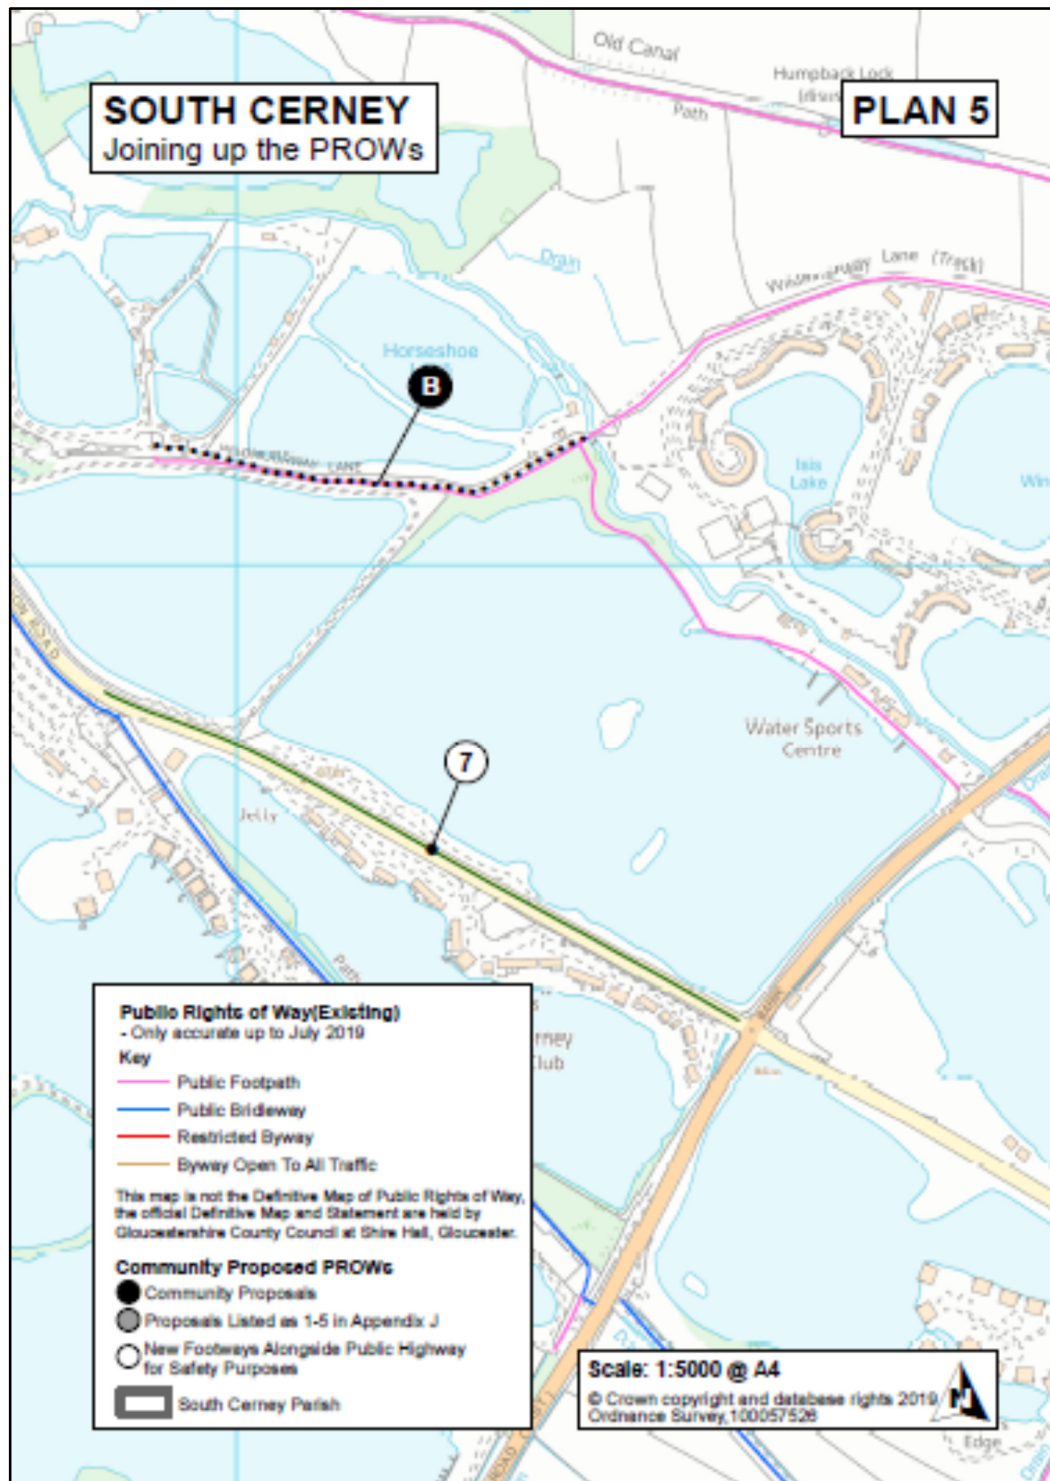 Old Canal
Humpback Lock
Path
SOUTH CERNEY
Joining up the PROWs
PLAN 5
Drain
Lane (Track)
Horseshoe
B
LANE
Isis
Lake
ROAD
Water Sports
Centre
7
Jelly
Path
Public Rights of Way(Existing)
- Only accurate up to July 2019
Key
Public Footpath
Public Bridleway
Restricted Byway
Byway Open To All Traffic
This map is not the Definitive Map of Public Rights of Way,
the official Definitive Map and Statement are held by
Gloucestershire County Council at Shire Hall, Gloucester.
Community Proposed PROWs
Community Proposals
Proposals Listed as 1-5 in Appendix J
New Footways Alongside Public Highway
for Safety Purposes
South Cerney Parish
Scale: 1:5000 @ A4
© Crown copyright and database rights 2019
Ordnance Survey,100057526
N
Edge
Drain
ROAD